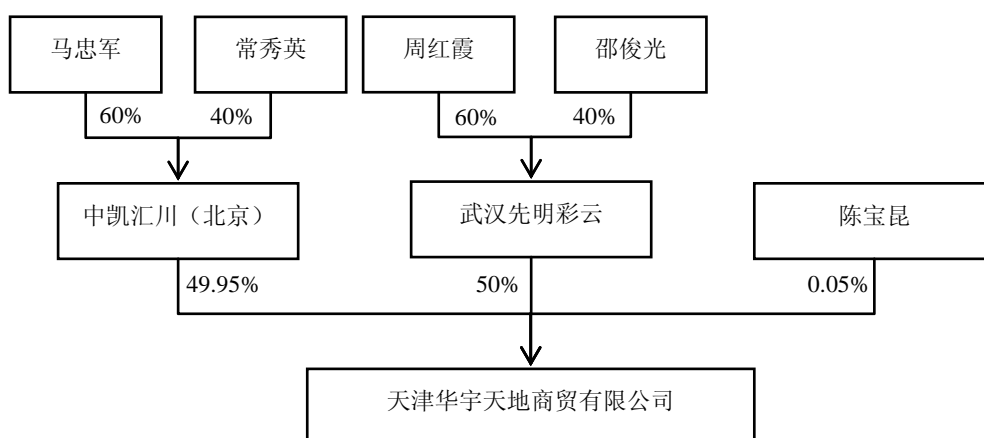 马忠军
常秀英
周红霞
邵俊光
60%
40%
60%
40%
中凯汇川（北京）
武汉先明彩云
陈宝昆
49.95%
50%
0.05%
天津华宇天地商贸有限公司